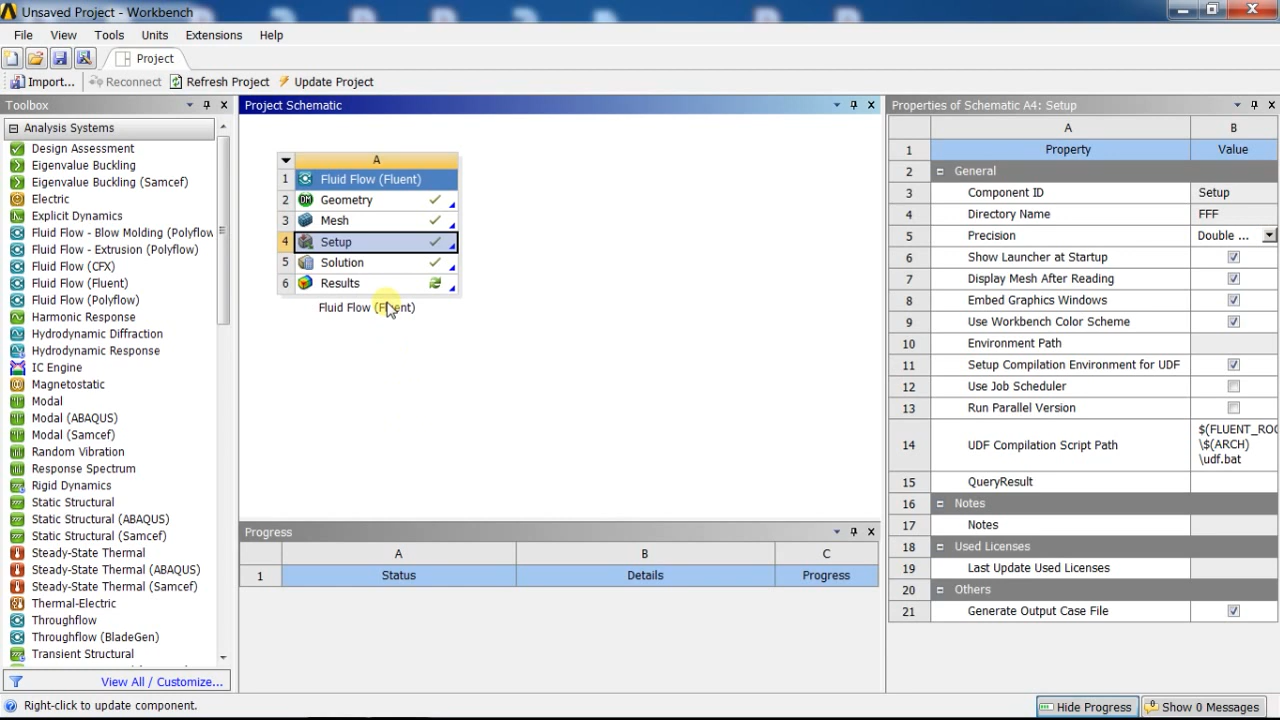 Unsaved Project - Workbench
File View Tools Units Extensions Help
Project
Import... Reconnect Refresh Project Update Project
Toolbox
Analysis Systems
Design Assessment
Eigenvalue Buckling
Eigenvalue Buckling (Samcef)
Electric
Explicit Dynamics
Fluid Flow - Blow Molding (Polyflow
Fluid Flow - Extrusion (Polyflow)
Fluid Flow (CFX)
Fluid Flow (Fluent)
Fluid Flow (Polyflow)
Harmonic Response
Hydrodynamic Diffraction
Hydrodynamic Response
IC Engine
Magnetostatic
Modal
Modal (ABAQUS)
Modal (Samcef)
Random Vibration
Response Spectrum
Rigid Dynamics
Static Structural
Static Structural (ABAQUS)
Static Structural (Samcef)
Steady-State Thermal
Steady-State Thermal (ABAQUS)
Steady-State Thermal (Samcef)
Thermal-Electric
Throughflow
Throughflow (BladeGen)
Transient Structural
View All / Customize...
Project Schematic
A
1 Fluid Flow (Fluent)
2 Geometry
3 Mesh
4 Setup
5 Solution
6 Results
Fluid Flow (Fluent)
Progress
A B C
1 Status Details Progress
Properties of Schematic A4: Setup
A B
1 Property Value
2 General
3 Component ID Setup
4 Directory Name FFF
5 Precision Double ...
6 Show Launcher at Startup
7 Display Mesh After Reading
8 Embed Graphics Windows
9 Use Workbench Color Scheme
10 Environment Path
11 Setup Compilation Environment for UDF
12 Use Job Scheduler
13 Run Parallel Version
14 UDF Compilation Script Path $(FLUENT_ROO
\$(ARCH)
\udf.bat
15 QueryResult
16 Notes
17 Notes
18 Used Licenses
19 Last Update Used Licenses
20 Others
21 Generate Output Case File
Right-click to update component.
Hide Progress Show 0 Messages